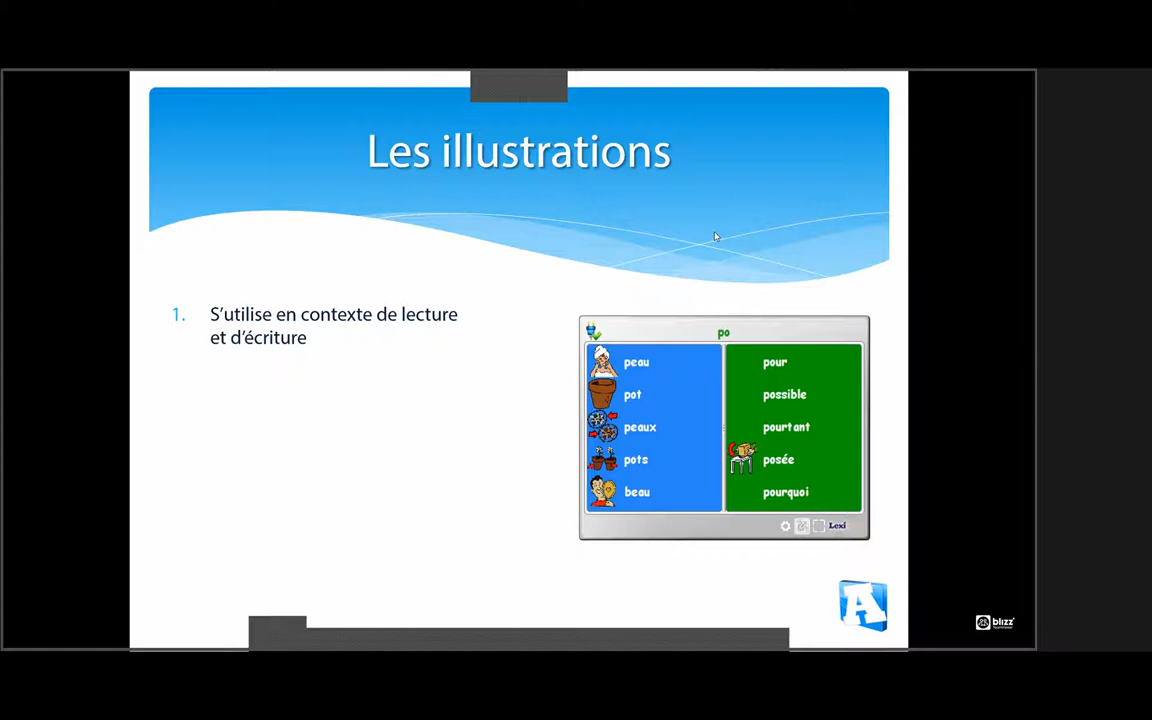 Les illustrations
1. S'utilise en contexte de lecture
et d'écriture
po
peau
pot
peaux
pots
beau
pour
possible
pourtant
posée
pourquoi
Lexi
A
blizz